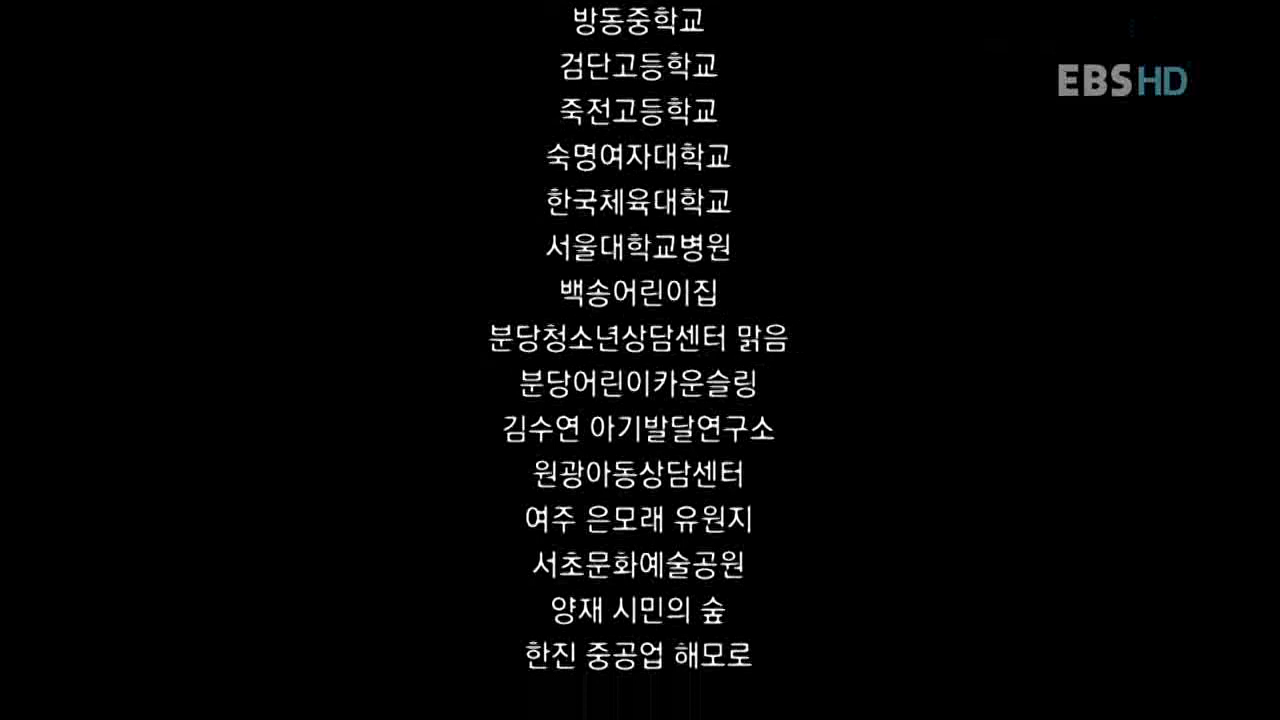 방동중학교
EBS HD
검단고등학교
죽전고등학교
숙명여자대학교
한국체육대학교
서울대학교병원
백송어린이집
분당청소년상담센터 맑음
분당어린이카운슬링
김수연 아기발달연구소
원광아동상담센터
여주 은모래 유원지
서초문화예술공원
양재 시민의 숲
한진 중공업 해모로